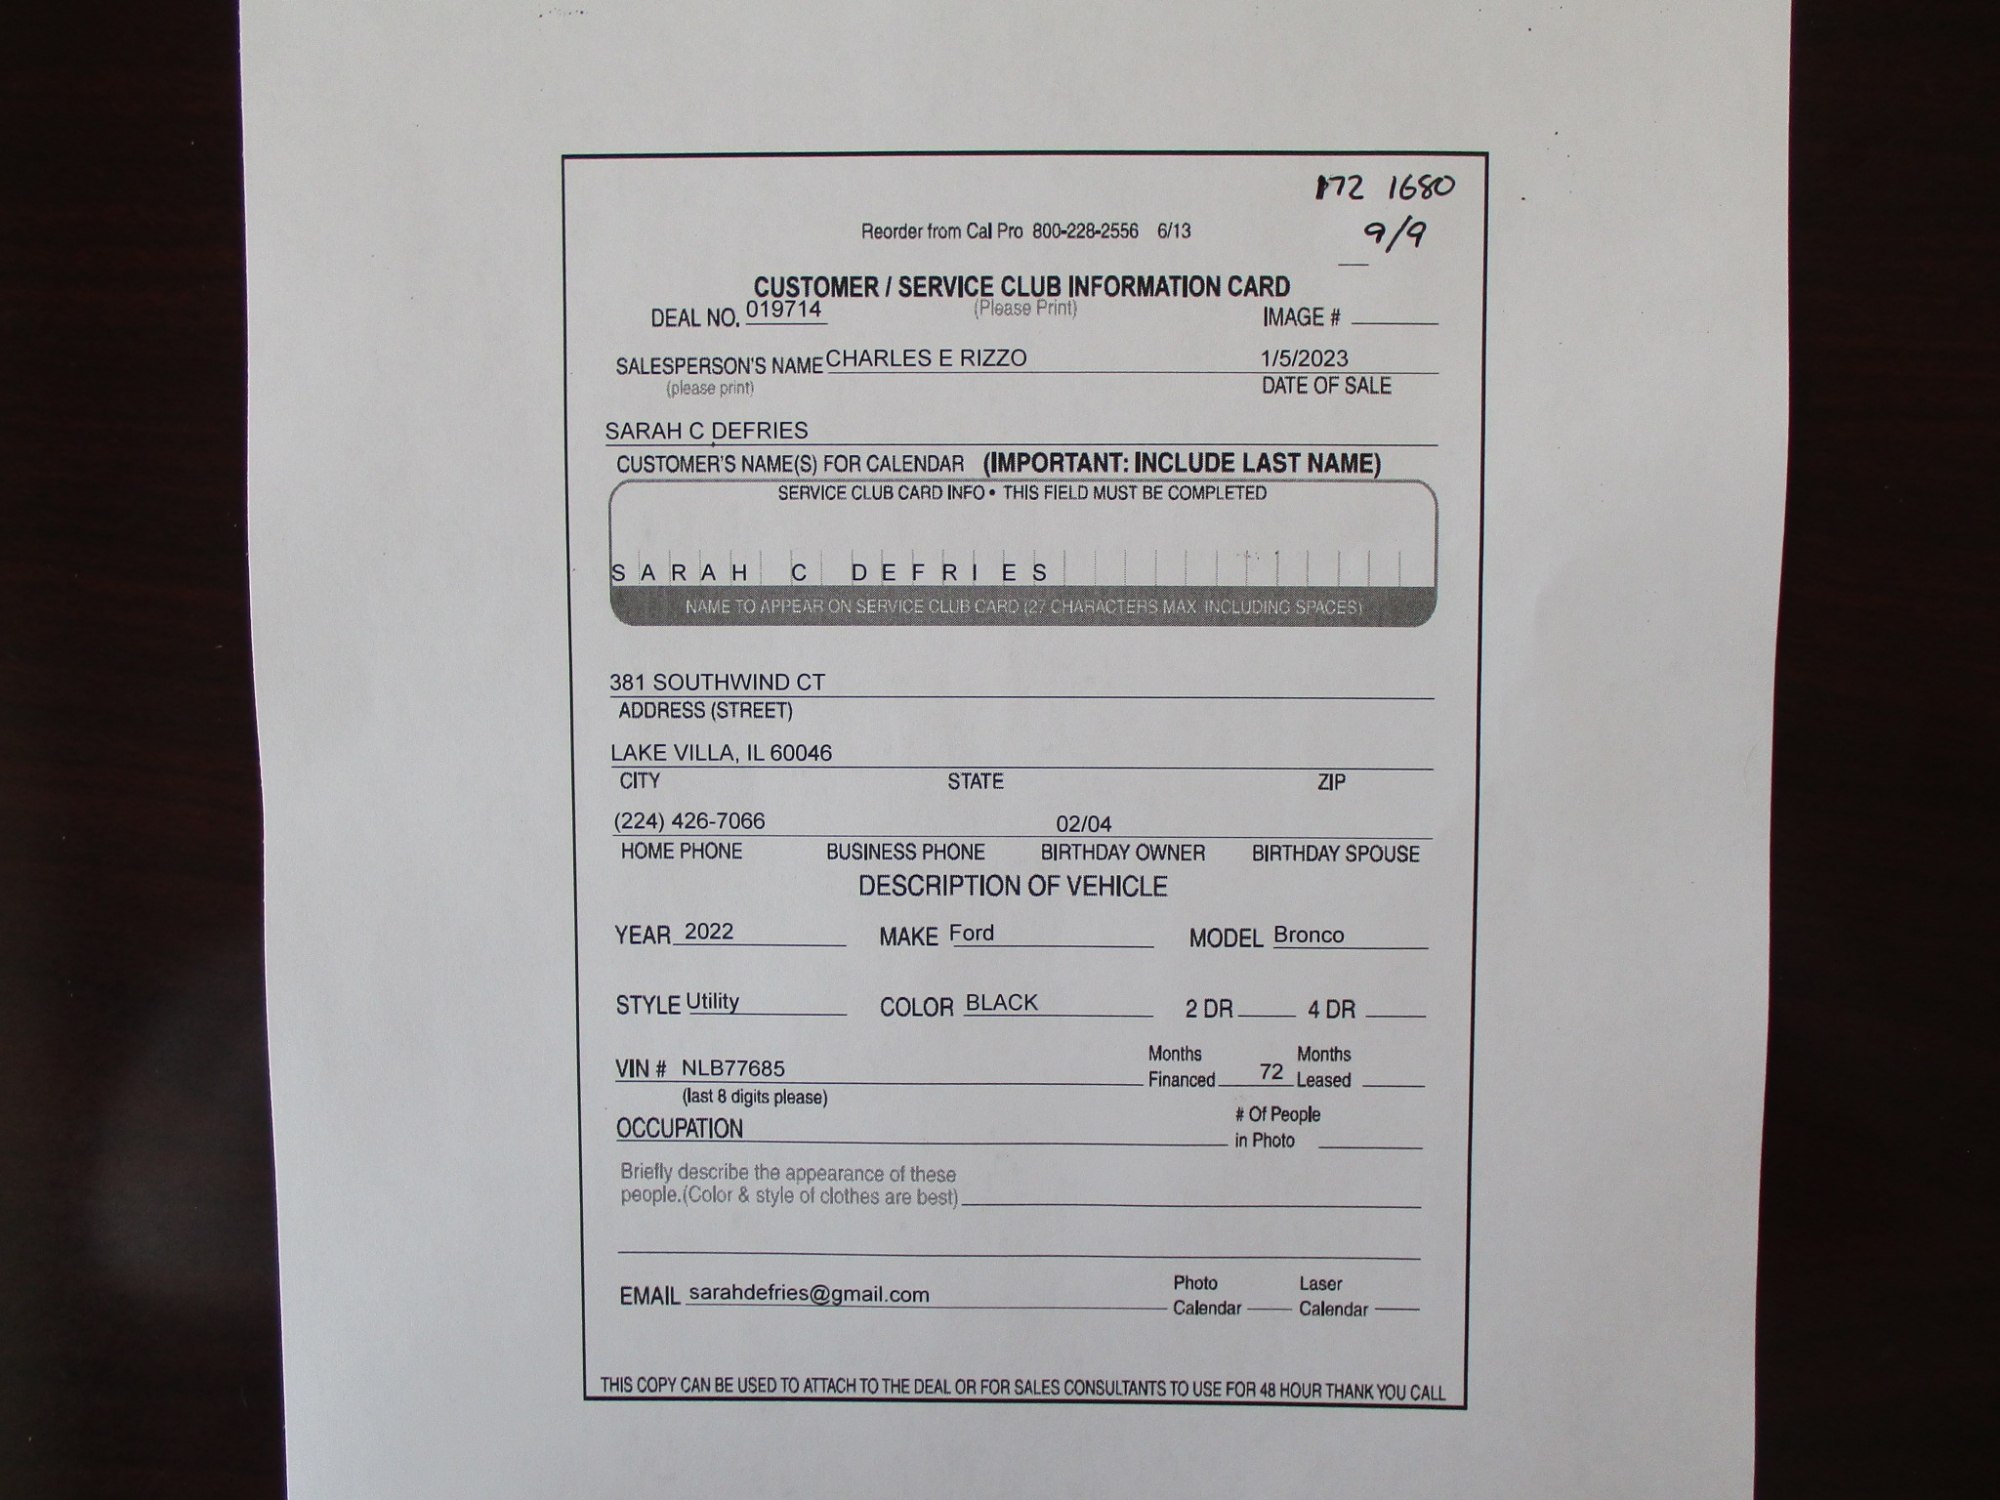 172 1680
9/9
Reorder from Cal Pro 800-228-2556 6/13
CUSTOMER / SERVICE CLUB INFORMATION CARD
DEAL NO. 019714 (Please Print) IMAGE #
SALESPERSON'S NAME CHARLES E RIZZO 1/5/2023
(please print) DATE OF SALE
SARAH C DEFRIES
CUSTOMER'S NAME(S) FOR CALENDAR (IMPORTANT: INCLUDE LAST NAME)
SERVICE CLUB CARD INFO • THIS FIELD MUST BE COMPLETED
SARAH C DEFRIES
NAME TO APPEAR ON SERVICE CLUB CARD (27 CHARACTERS MAX. INCLUDING SPACES)
381 SOUTHWIND CT
ADDRESS (STREET)
LAKE VILLA, IL 60046
CITY STATE ZIP
(224) 426-7066 02/04
HOME PHONE BUSINESS PHONE BIRTHDAY OWNER BIRTHDAY SPOUSE
DESCRIPTION OF VEHICLE
YEAR 2022 MAKE Ford MODEL Bronco
STYLE Utility COLOR BLACK 2 DR 4 DR
Months Months
VIN # NLB77685 Financed 72 Leased
(last 8 digits please)
# Of People
OCCUPATION in Photo
Briefly describe the appearance of these
people.(Color & style of clothes are best)
Photo Laser
EMAIL sarahdefries@gmail.com Calendar Calendar
THIS COPY CAN BE USED TO ATTACH TO THE DEAL OR FOR SALES CONSULTANTS TO USE FOR 48 HOUR THANK YOU CALL